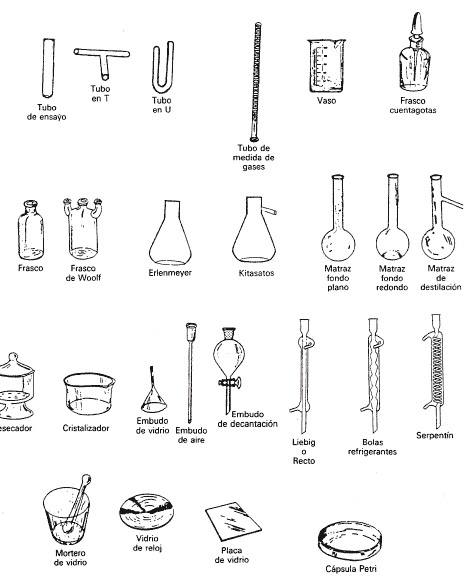 Tubo
de ensayo
Tubo
en T
Tubo
en U
Tubo de
medida de
gases
Vaso
Frasco
cuentagotas
Frasco
Frasco
de Woolf
Erlenmeyer
Kitasatos
Matraz
fondo
plano
Matraz
fondo
redondo
Matraz
de
destilación
esecador
Cristalizador
Embudo
de vidrio
Embudo
de aire
Embudo
de decantación
Liebig
o
Recto
Bolas
refrigerantes
Serpentín
Mortero
de vidrio
Vidrio
de reloj
Placa
de vidrio
Cápsula Petri